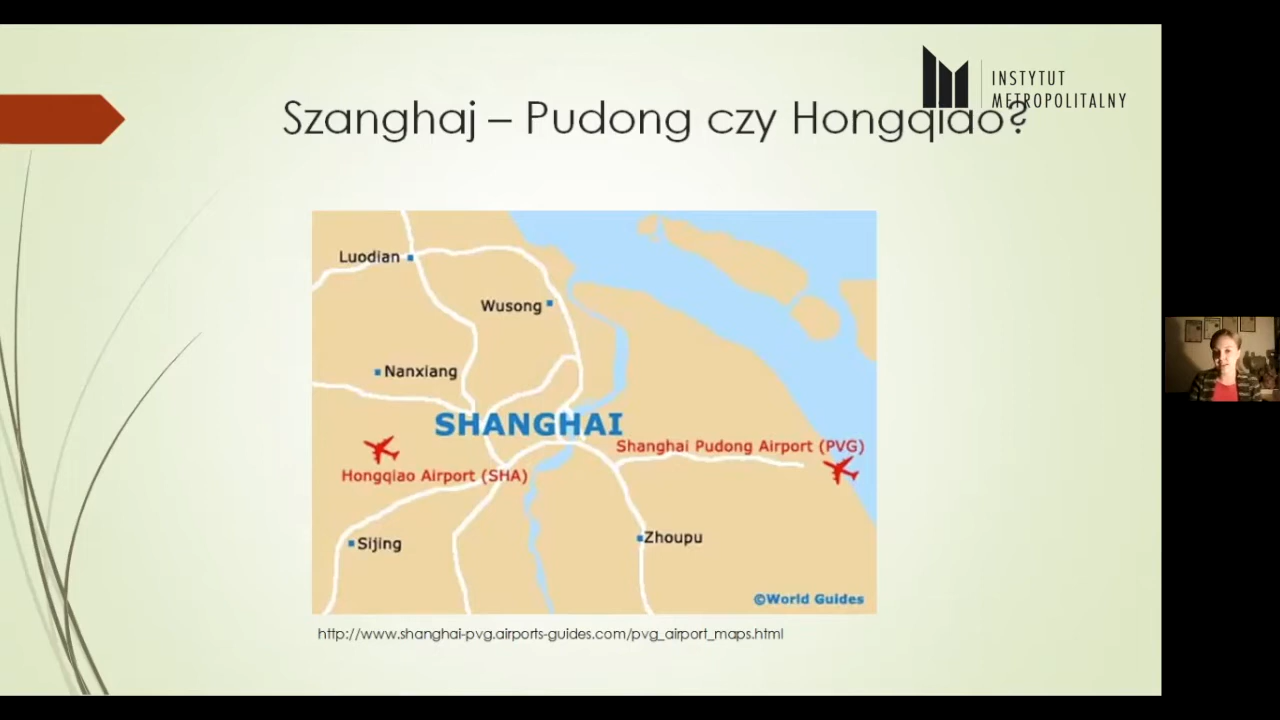 INSTYTUT
METROPOLITALNY
Szanghaj – Pudong czy Hongqiao?
Luodian
Wusong
Nanxiang
SHANGHAI
Shanghai Pudong Airport (PVG)
Hongqiao Airport (SHA)
Sijing
Zhoupu
©World Guides
http://www.shanghai-pvg.airports-guides.com/pvg_airport_maps.html